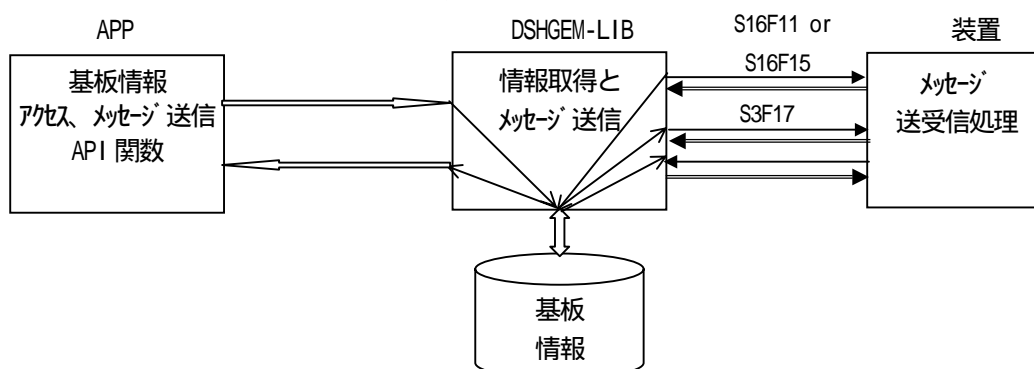 APP
DSHGEM-LIB
S16F11 or
装置
基板情報
アクセス、メッセージ送信
API 関数
情報取得と
メッセージ送信
S16F15
S3F17
メッセージ
送受信処理
基板
情報